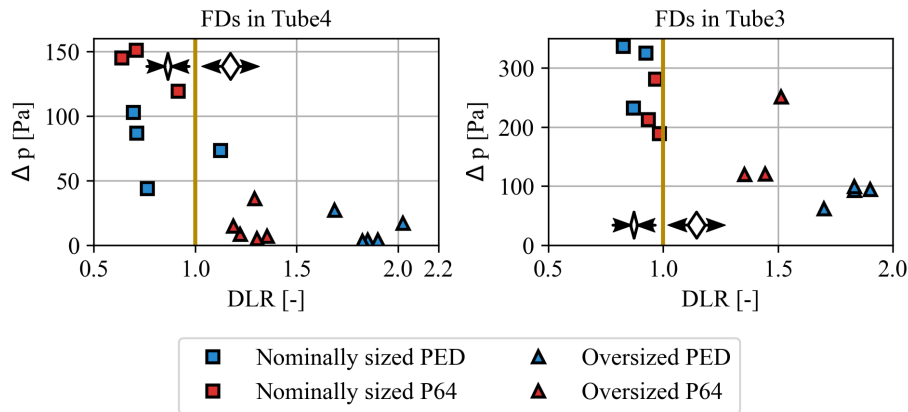 FDs in Tube4
FDs in Tube3
150
100
50
0
Δ p [Pa]
0.5 1.0 1.5 2.0 2.2
DLR [-]
300
200
100
0
Δ p [Pa]
0.5 1.0 1.5 2.0
DLR [-]
Nominally sized PED
Oversized PED
Nominally sized P64
Oversized P64